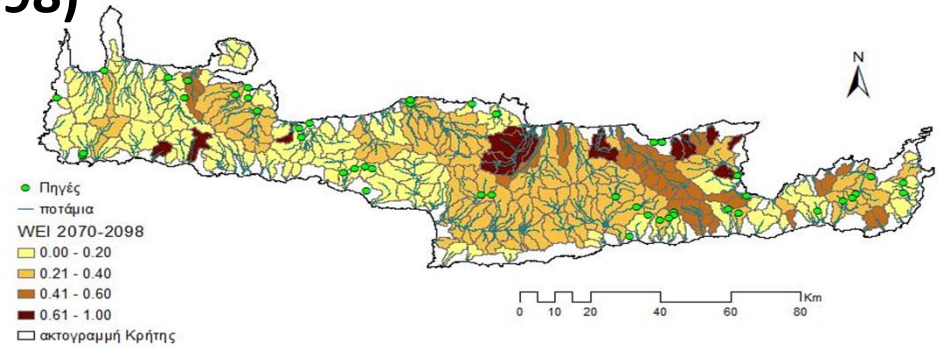 98)
N
Πηγές
ποτάμια
WEI 2070-2098
0.00 - 0.20
0.21 - 0.40
0.41 - 0.60
0.61 - 1.00
ακτογραμμή Κρήτης
Km
0 10 20 40 60 80